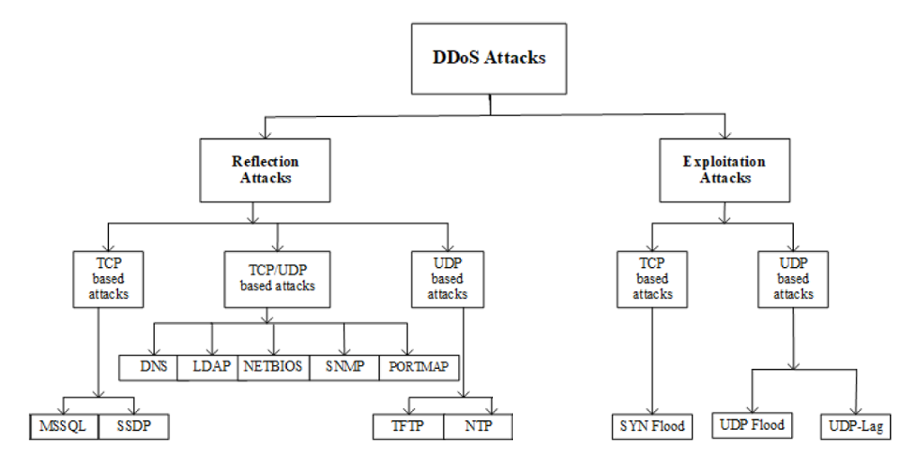 DDoS Attacks
Reflection
Attacks
Exploitation
Attacks
TCP
based
attacks
TCP/UDP
based attacks
UDP
based
attacks
TCP
based
attacks
UDP
based
attacks
DNS
LDAP
NETBIOS
SNMP
PORTMAP
MSSQL
SSDP
TFTP
NTP
SYN Flood
UDP Flood
UDP-Lag